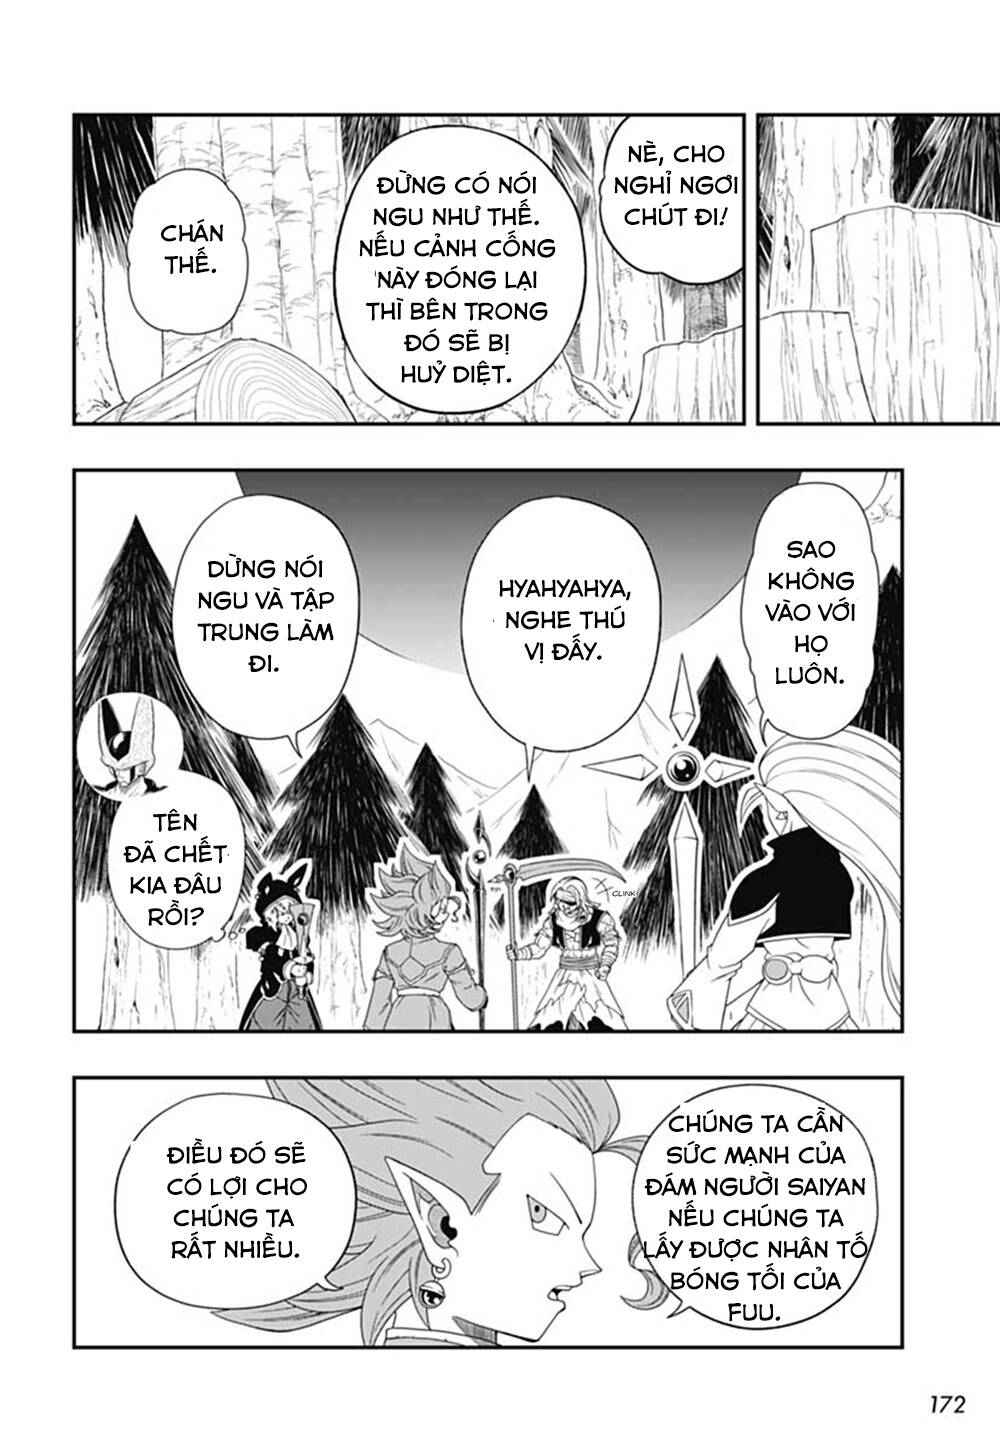 NÈ, CHO
NGHỈ NGƠI
CHÚT ĐI!
ĐỪNG CÓ NÓI
NGU NHƯ THẾ.
NẾU CẢNH CỐNG
NÀY ĐÓNG LẠI
THÌ BÊN TRONG
ĐÓ SẼ BỊ
HUỶ DIỆT.
CHÁN
THẾ.
SAO
KHÔNG
VÀO VỚI
HỌ
LUÔN.
HYAHYAHYA,
NGHE THÚ
VỊ ĐẤY.
DỪNG NÓI
NGU VÀ TẬP
TRUNG LÀM
ĐI.
TÊN
ĐÃ CHẾT
KIA ĐÂU
RỒI?
CLINK
CHÚNG TA CẦN
SỨC MẠNH CỦA
ĐÁM NGƯỜI SAIYAN
NẾU CHÚNG TA
LẤY ĐƯỢC NHÂN TỐ
BÓNG TỐI CỦA
FUU.
ĐIỀU ĐÓ SẼ
CÓ LỢI CHO
CHÚNG TA
RẤT NHIỀU.
172